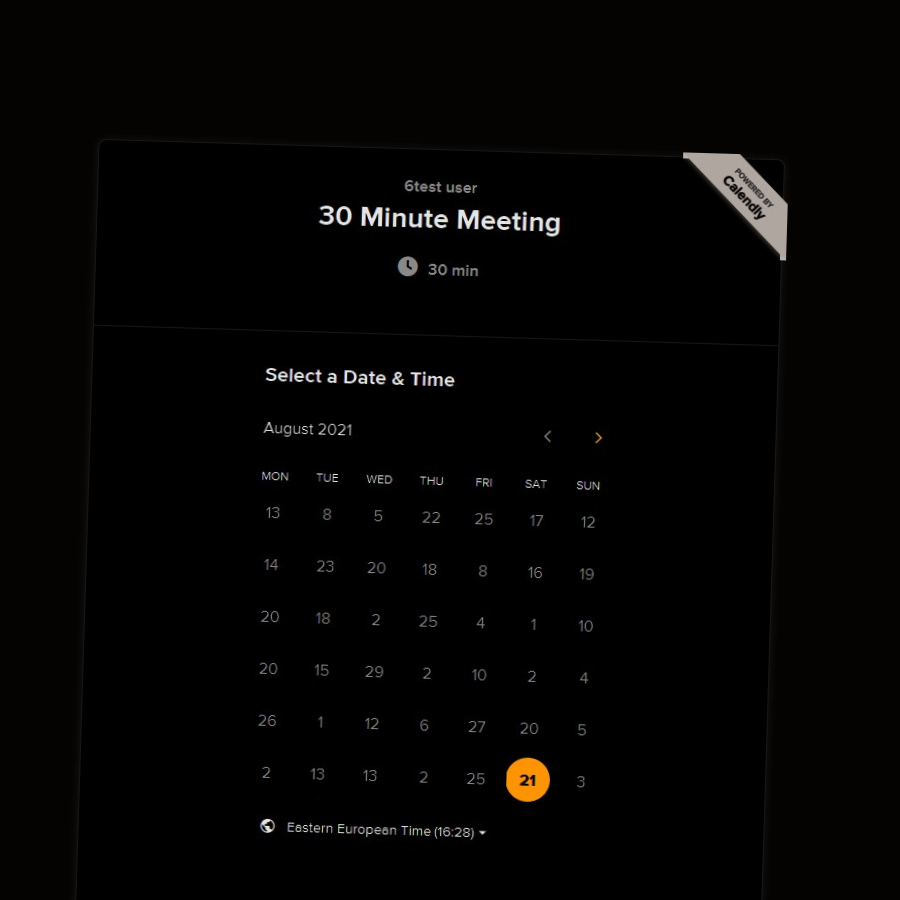 POWERED BY
Calendly
6test user
30 Minute Meeting
30 min
Select a Date & Time
August 2021
MON TUE WED THU FRI SAT SUN
13 8 5 22 25 17 12
14 23 20 18 8 16 19
20 18 2 25 4 1 10
20 15 29 2 10 2 4
26 1 12 6 27 20 5
2 13 13 2 25 21 3
Eastern European Time (16:28)